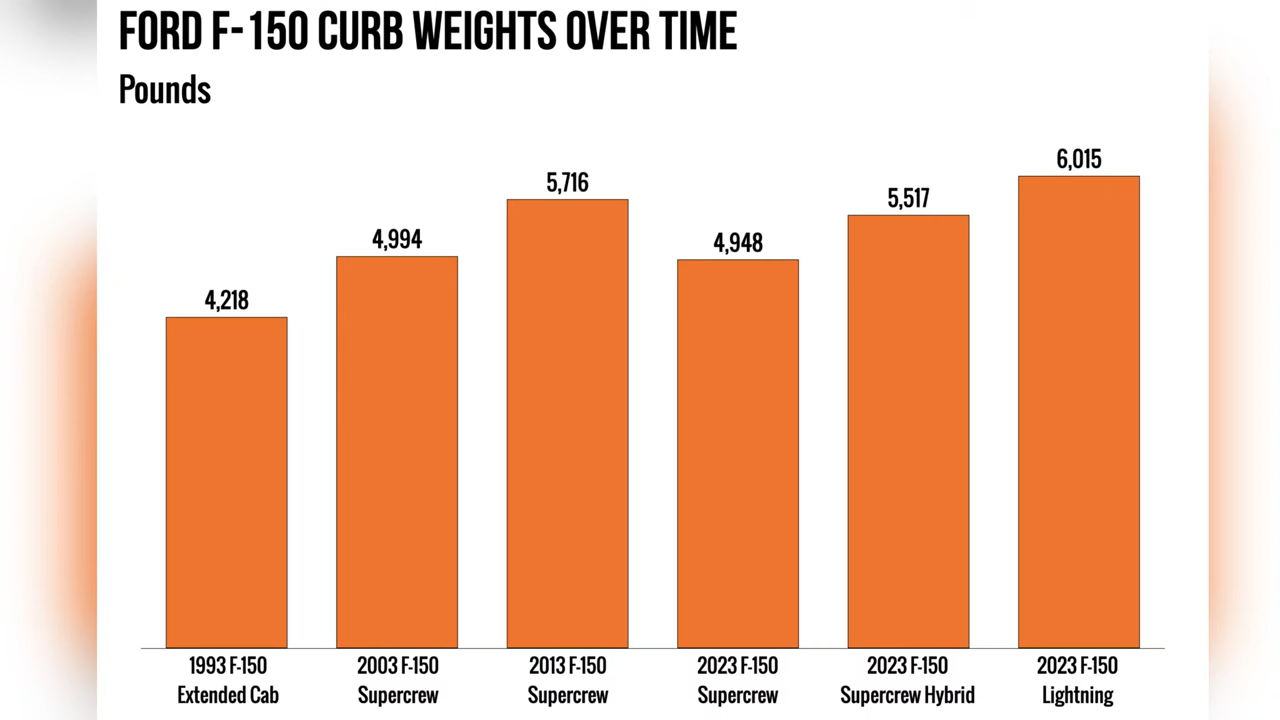 FORD F-150 CURB WEIGHTS OVER TIME
Pounds
4,218
4,994
5,716
4,948
5,517
6,015
1993 F-150
Extended Cab
2003 F-150
Supercrew
2013 F-150
Supercrew
2023 F-150
Supercrew
2023 F-150
Supercrew Hybrid
2023 F-150
Lightning